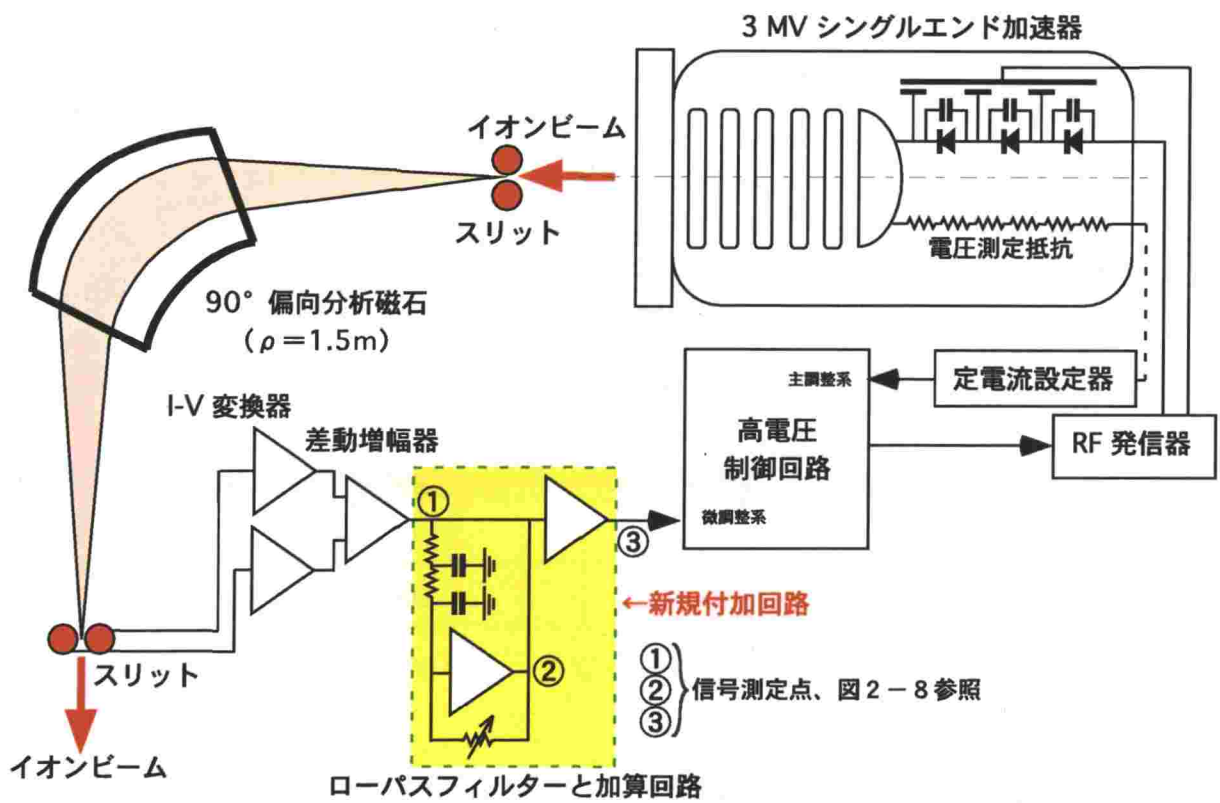 3 MV シングルエンド加速器
イオンビーム
スリット
電圧測定抵抗
90° 偏向分析磁石
(ρ=1.5m)
主調整系
定電流設定器
I-V 変換器
差動増幅器
高電圧
制御回路
RF 発信器
①
微調整系
③
←新規付加回路
②
スリット
①
②
③
信号測定点、図2-8参照
イオンビーム
ローパスフィルターと加算回路